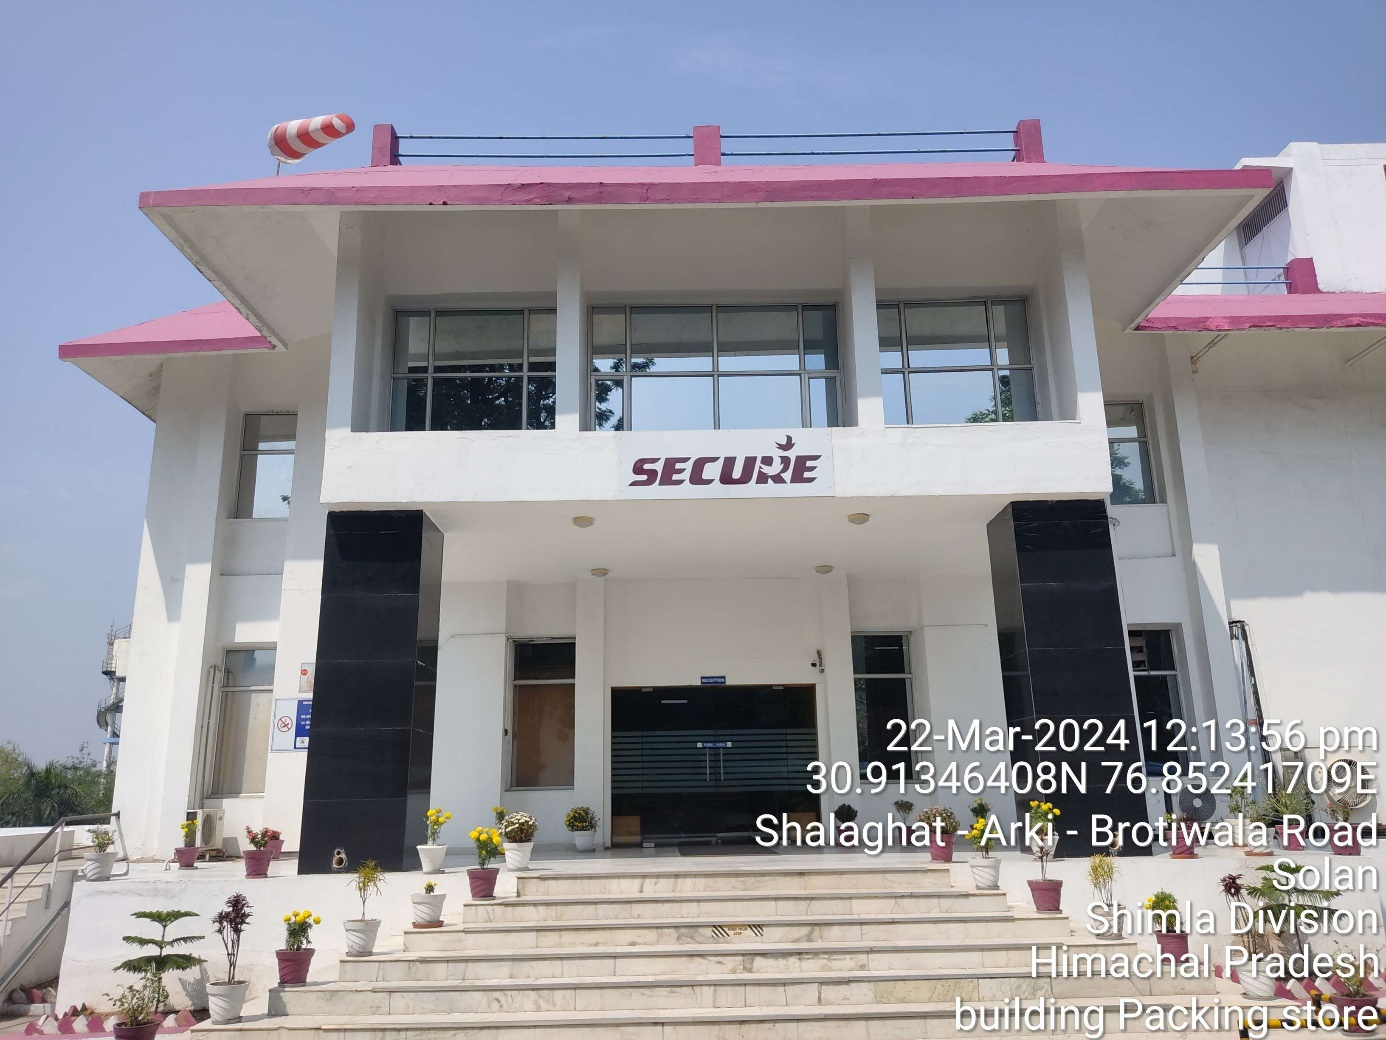 SECURE
RECEPTION
22-Mar-2024 12:13:56 pm
30.91346408N 76.85241709E
Shalaghat - Arki - Brotiwala Road
Solan
Shimla Division
Himachal Pradesh
building Packing store